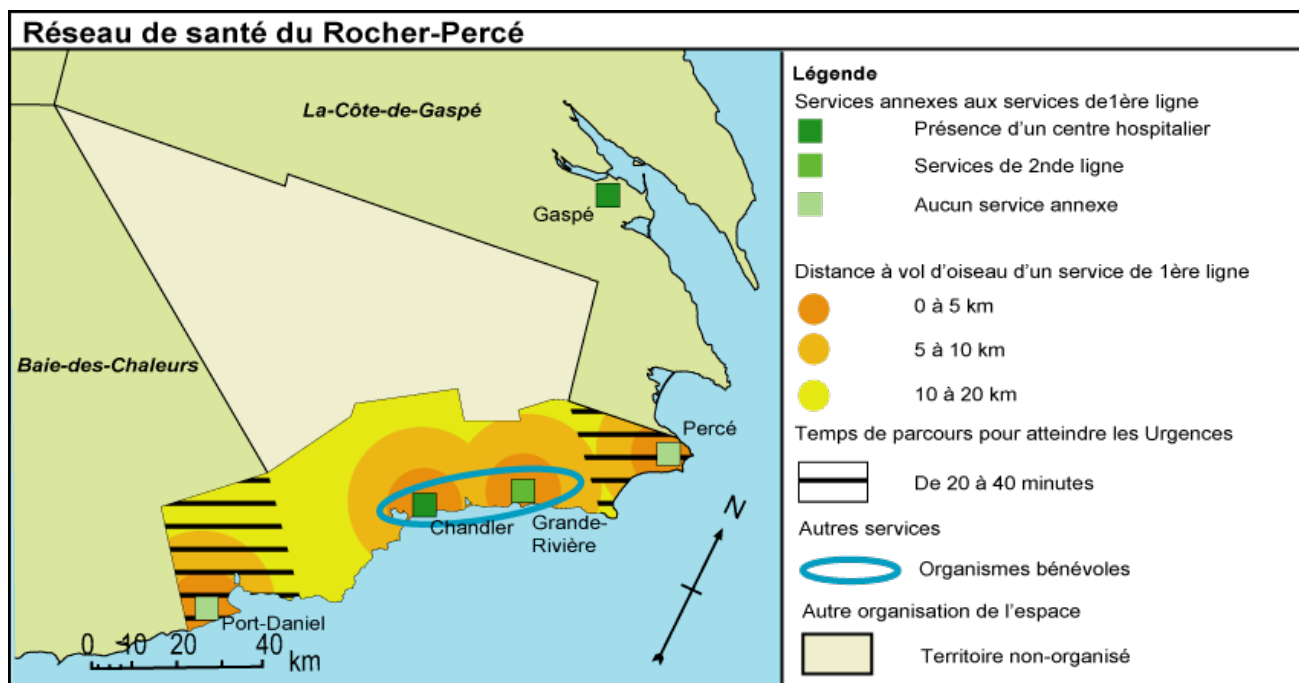 Réseau de santé du Rocher-Percé
La-Côte-de-Gaspé
Gaspé
Baie-des-Chaleurs
Percé
Chandler
Grande-
Rivière
Port-Daniel
N
0 10 20 40
km
Légende
Services annexes aux services de1ère ligne
Présence d'un centre hospitalier
Services de 2nde ligne
Aucun service annexe
Distance à vol d'oiseau d'un service de 1ère ligne
0 à 5 km
5 à 10 km
10 à 20 km
Temps de parcours pour atteindre les Urgences
De 20 à 40 minutes
Autres services
Organismes bénévoles
Autre organisation de l'espace
Territoire non-organisé